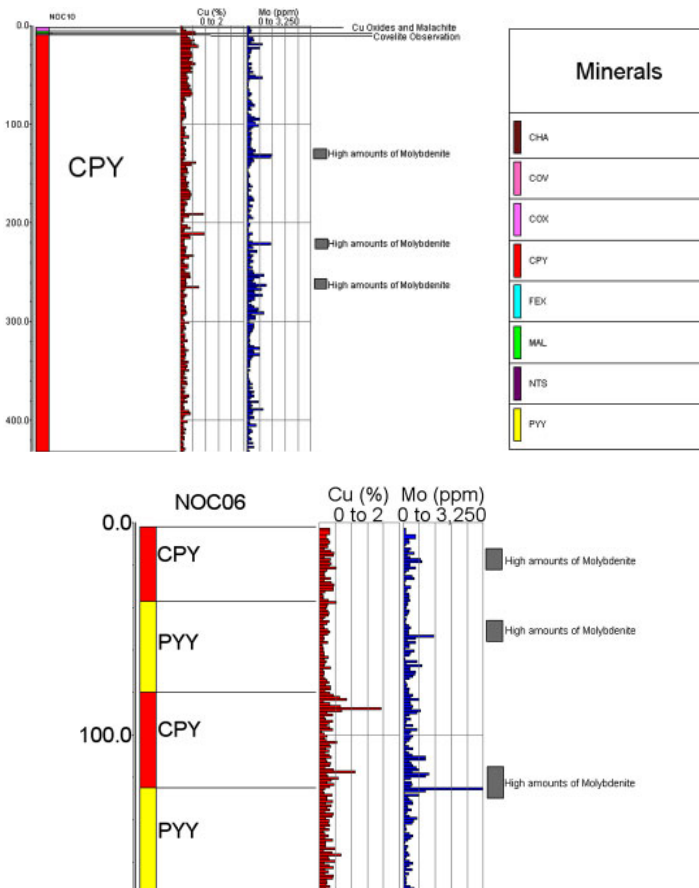 NOC10
Cu (%)
0 to 2
Mo (ppm)
0 to 3,250
0.0
Cu Oxides and Malachite
Covelite Observation
100.0
CPY
High amounts of Molybdenite
200.0
High amounts of Molybdenite
High amounts of Molybdenite
300.0
400.0
Minerals
CHA
COV
COX
CPY
FEX
MAL
NTS
PYY
NOC06
Cu (%)
0 to 2
Mo (ppm)
0 to 3,250
0.0
CPY
High amounts of Molybdenite
PYY
High amounts of Molybdenite
CPY
100.0
High amounts of Molybdenite
PYY